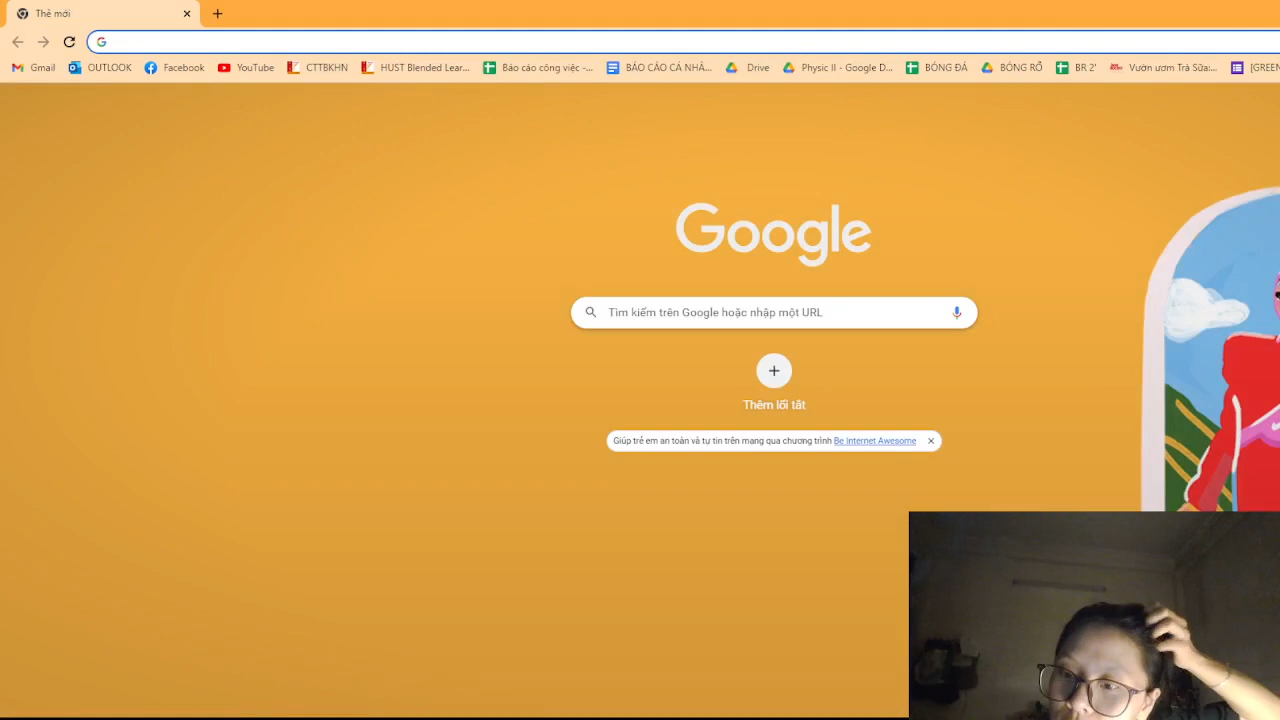 Thẻ mới
Gmail OUTLOOK Facebook YouTube CTTBKHN HUST Blended Lear... Báo cáo công việc -... BÁO CÁO CÁ NHÂ... Drive Physic II - Google D... BÓNG ĐÁ BÓNG RỔ BR 2' Vườn ươm Trà Sữa:... [GREEN
Google
Tìm kiếm trên Google hoặc nhập một URL
Thêm lối tắt
Giúp trẻ em an toàn và tự tin trên mạng qua chương trình Be Internet Awesome